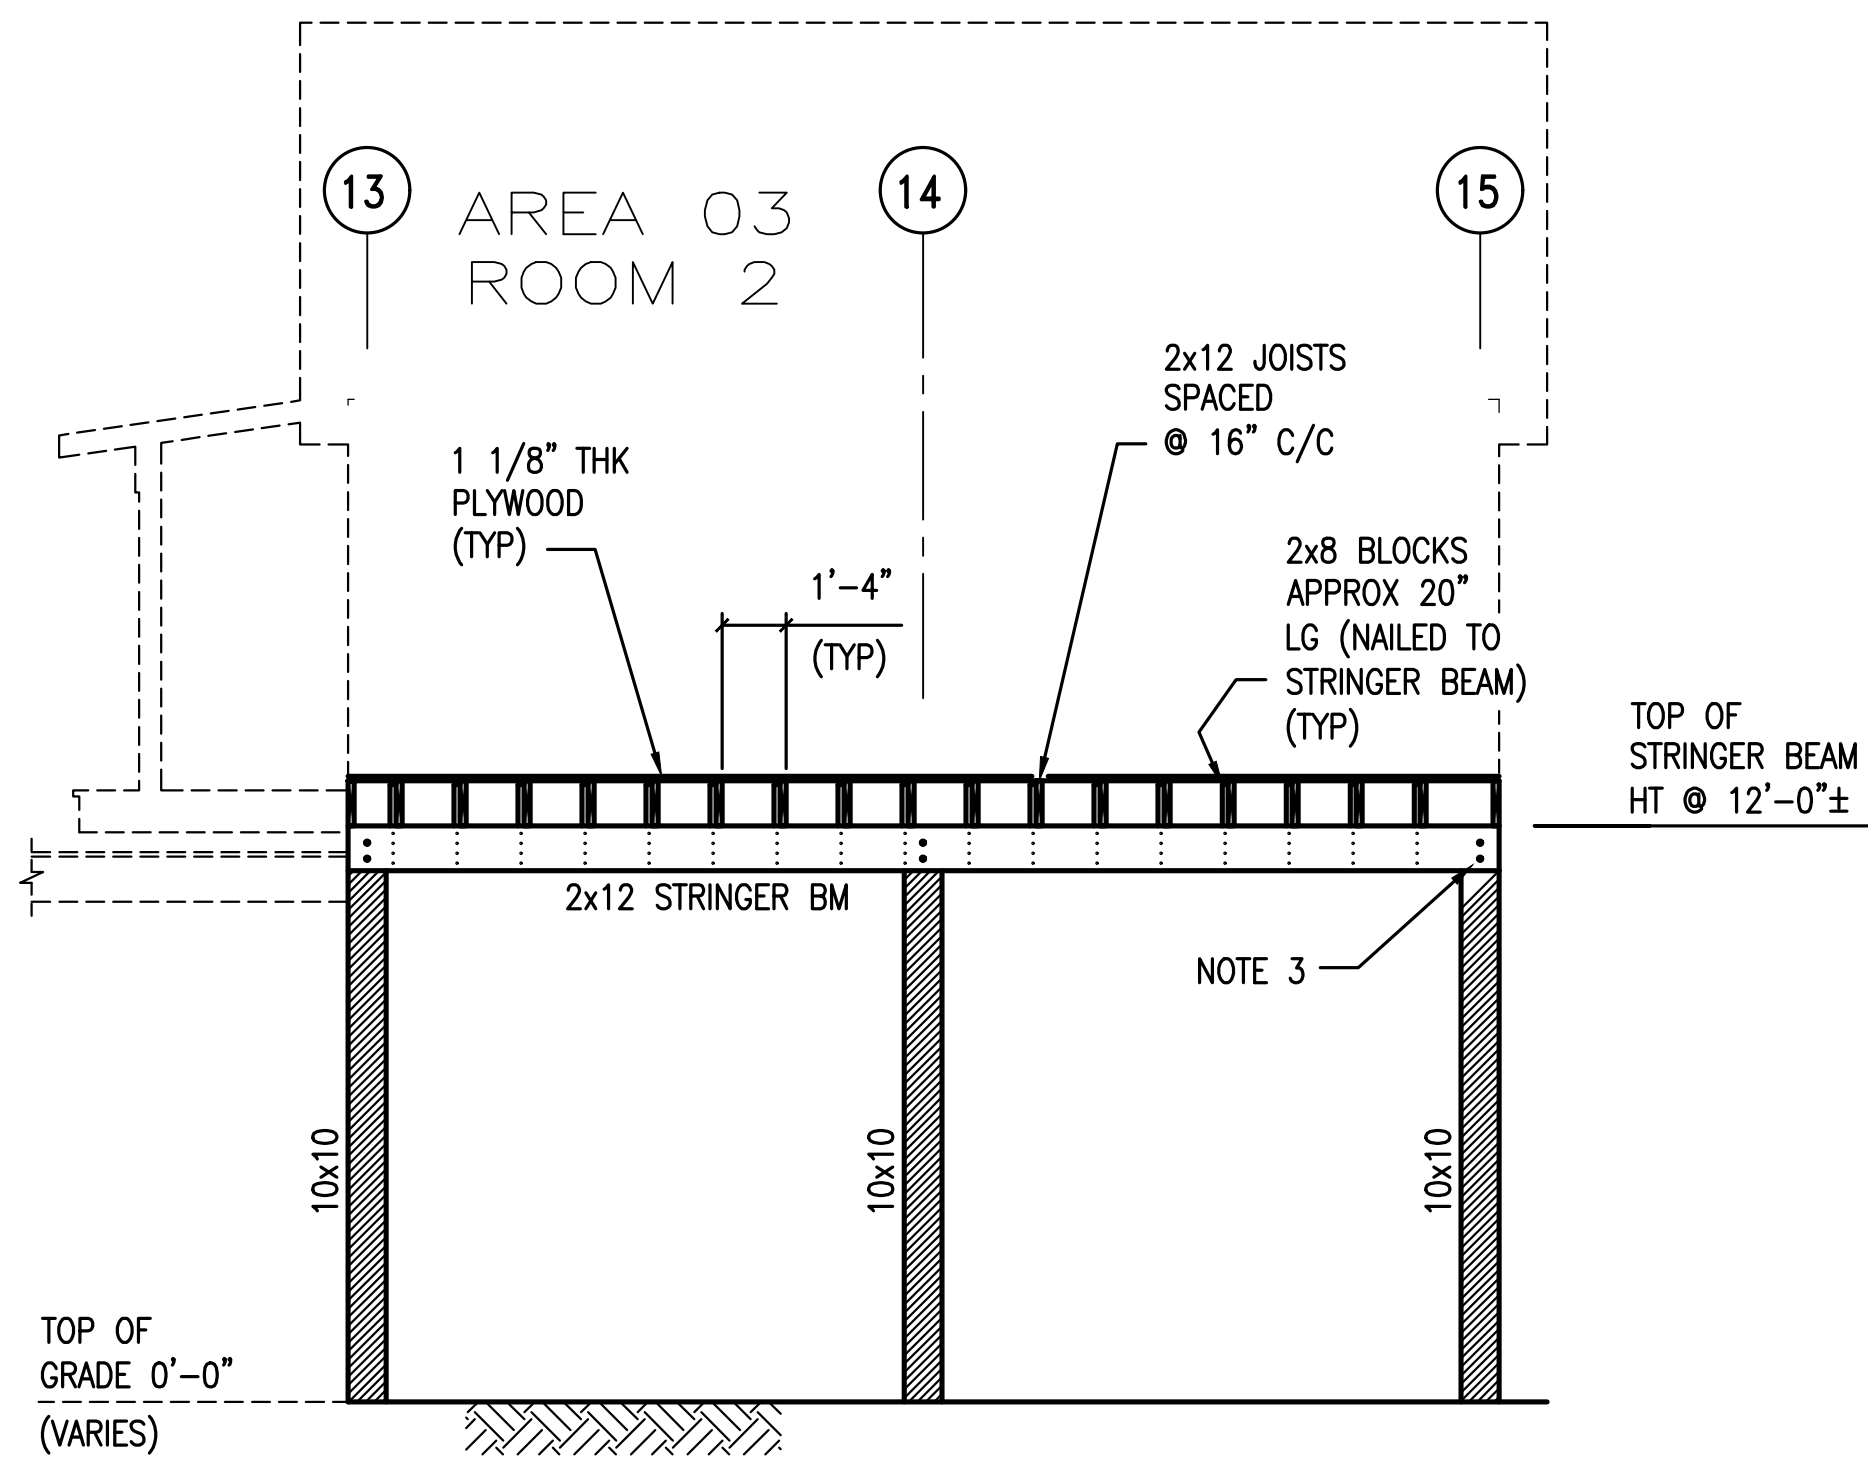 13
14
15
AREA 03
ROOM 2
2x12 JOISTS
SPACED
@ 16" C/C
1 1/8" THK
PLYWOOD
(TYP)
1'-4"
(TYP)
2x8 BLOCKS
APPROX 20"
LG (NAILED TO
STRINGER BEAM)
(TYP)
TOP OF
STRINGER BEAM
HT @ 12'-0"±
2x12 STRINGER BM
NOTE 3
10x10
10x10
10x10
TOP OF
GRADE 0'-0"
(VARIES)